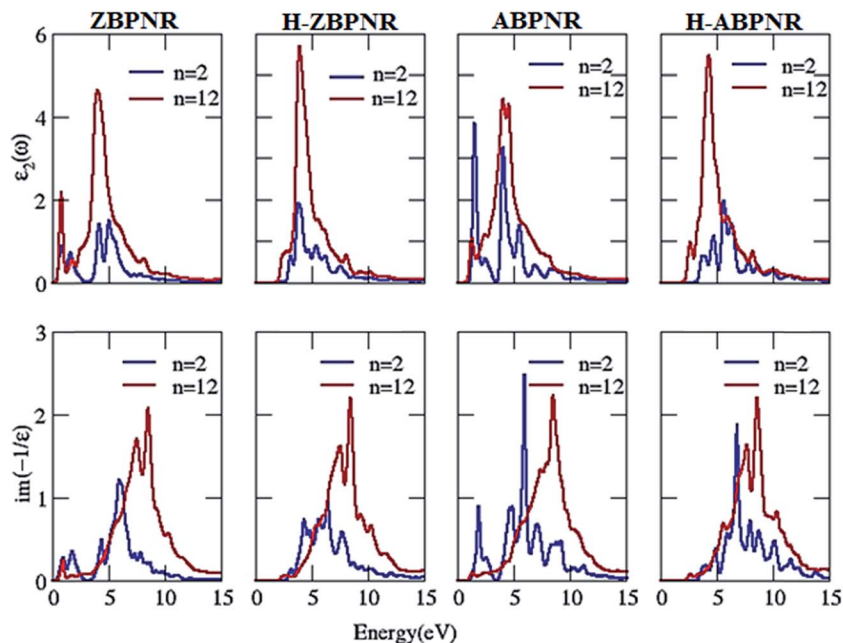 ZBPNR H-ZBPNR ABPNR H-ABPNR
6
4
2
0
ε₂(ω)
n=2
n=12
n=2
n=12
n=2
n=12
n=2
n=12
3
2
1
0
im(−1/ε)
n=2
n=12
n=2
n=12
n=2
n=12
n=2
n=12
0 5 10 15 0 5 10 15 0 5 10 15 0 5 10 15
Energy(eV)